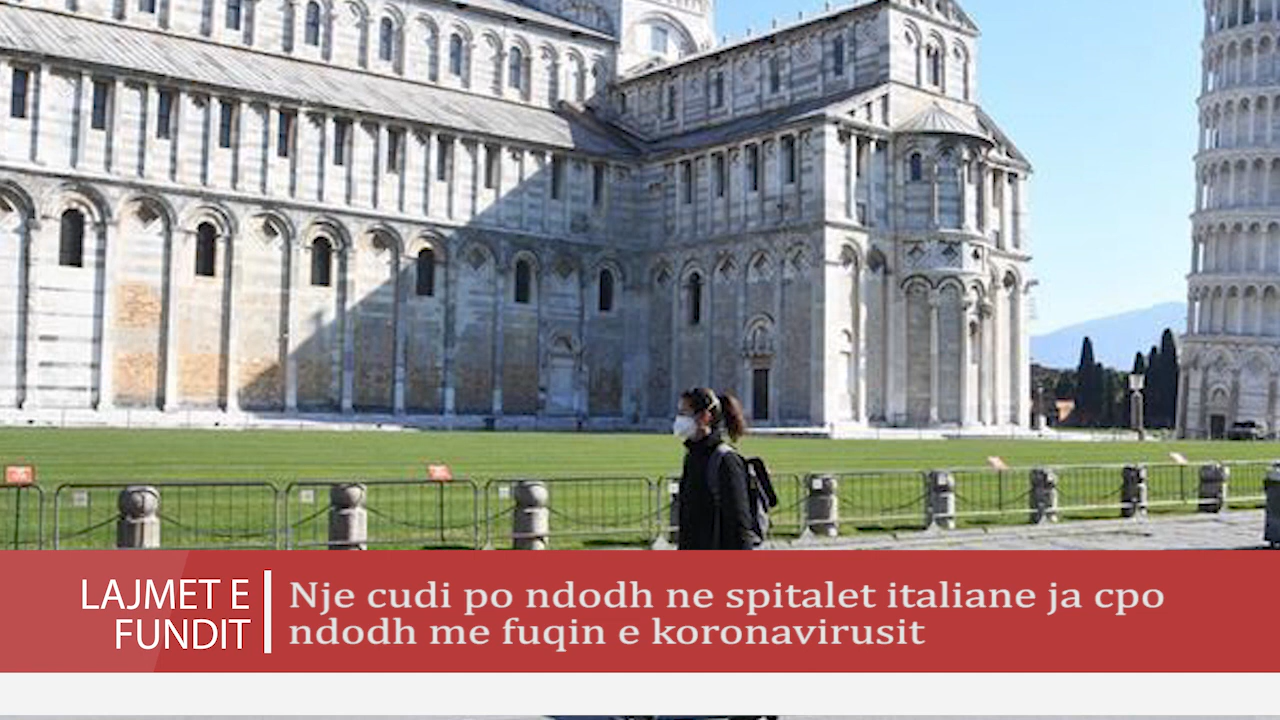 LAJMET E
FUNDIT
Nje cudi po ndodh ne spitalet italiane ja cpo
ndodh me fuqin e koronavirusit